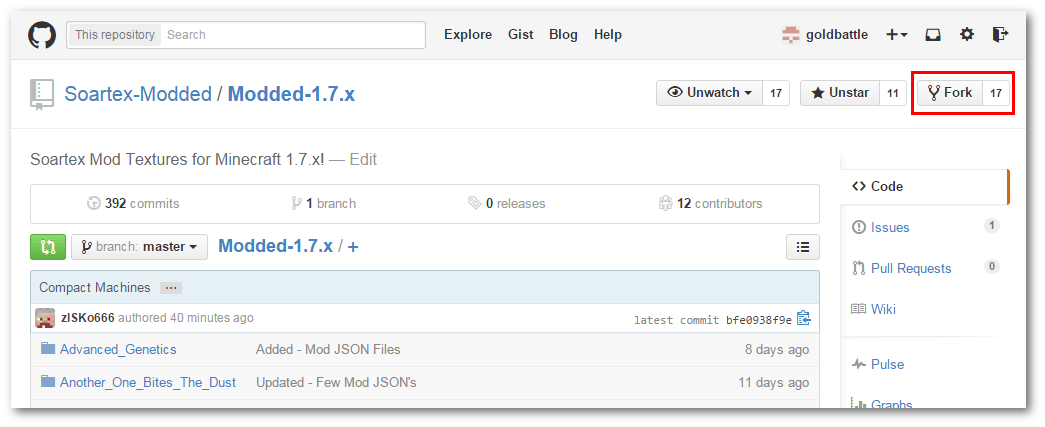 This repository Search Explore Gist Blog Help goldbattle
Soartex-Modded / Modded-1.7.x Unwatch 17 Unstar 11 Fork 17
Soartex Mod Textures for Minecraft 1.7.x! — Edit
392 commits 1 branch 0 releases 12 contributors
branch: master Modded-1.7.x / +
Compact Machines ...
zlSKo666 authored 40 minutes ago latest commit bfe0938f9e
Advanced_Genetics Added - Mod JSON Files 8 days ago
Another_One_Bites_The_Dust Updated - Few Mod JSON's 11 days ago
Code
Issues 1
Pull Requests 0
Wiki
Pulse
Graphs